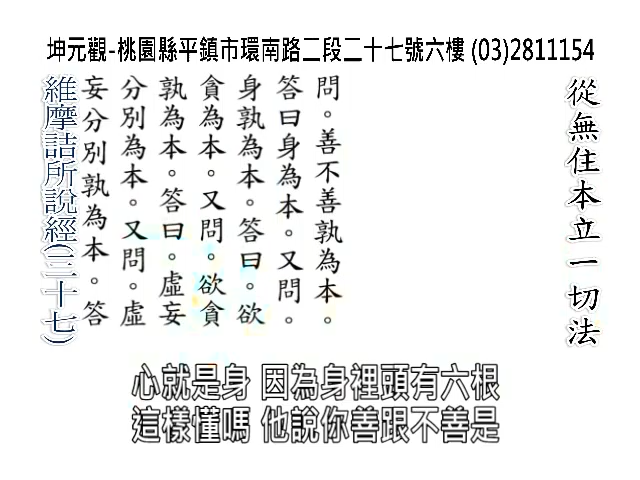 坤元觀-桃園縣平鎮市環南路二段二十七號六樓 (03)2811154
從無住本立一切法
問。善不善孰為本。
答曰身為本。又問。
身孰為本。答曰。欲
貪為本。又問。欲貪
孰為本。答曰。虛妄
分別為本。又問。虛
妄分別孰為本。答
維摩詰所說經(三十七)
心就是身 因為身裡頭有六根
這樣懂嗎 他說你善跟不善是